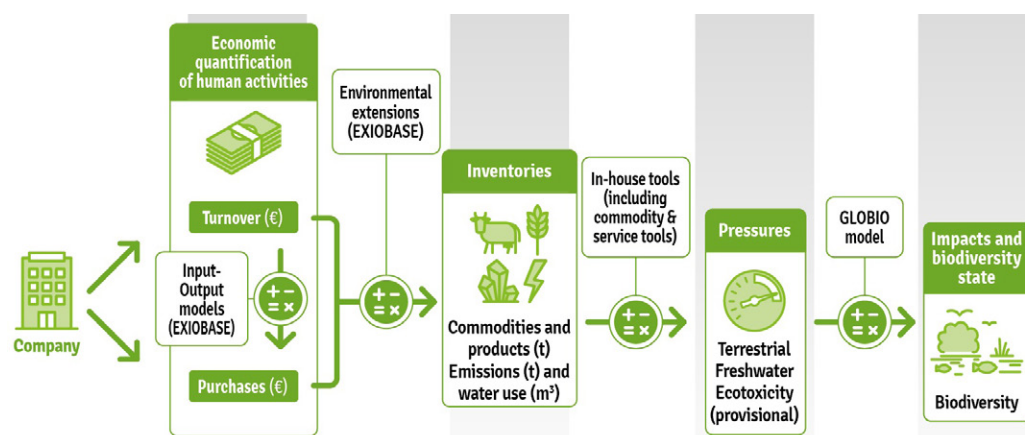 Economic
quantification
of human activities
Turnover (€)
Input-
Output
models
(EXIOBASE)
Purchases (€)
Company
Environmental
extensions
(EXIOBASE)
Inventories
Commodities and
products (t)
Emissions (t) and
water use (m³)
In-house tools
(including
commodity &
service tools)
Pressures
Terrestrial
Freshwater
Ecotoxicity
(provisional)
GLOBIO
model
Impacts and
biodiversity
state
Biodiversity